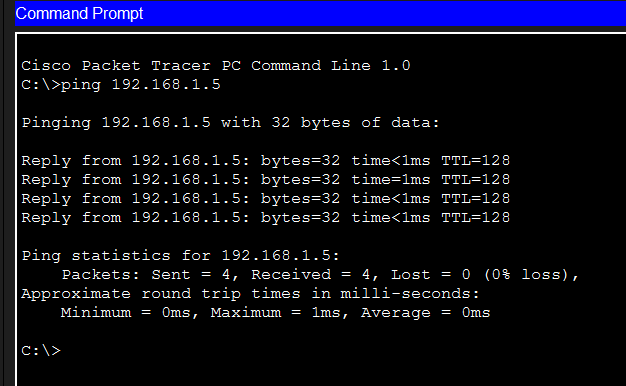 Command Prompt
Cisco Packet Tracer PC Command Line 1.0
C:\>ping 192.168.1.5
Pinging 192.168.1.5 with 32 bytes of data:
Reply from 192.168.1.5: bytes=32 time<1ms TTL=128
Reply from 192.168.1.5: bytes=32 time=1ms TTL=128
Reply from 192.168.1.5: bytes=32 time<1ms TTL=128
Reply from 192.168.1.5: bytes=32 time<1ms TTL=128
Ping statistics for 192.168.1.5:
    Packets: Sent = 4, Received = 4, Lost = 0 (0% loss),
Approximate round trip times in milli-seconds:
    Minimum = 0ms, Maximum = 1ms, Average = 0ms
C:\>